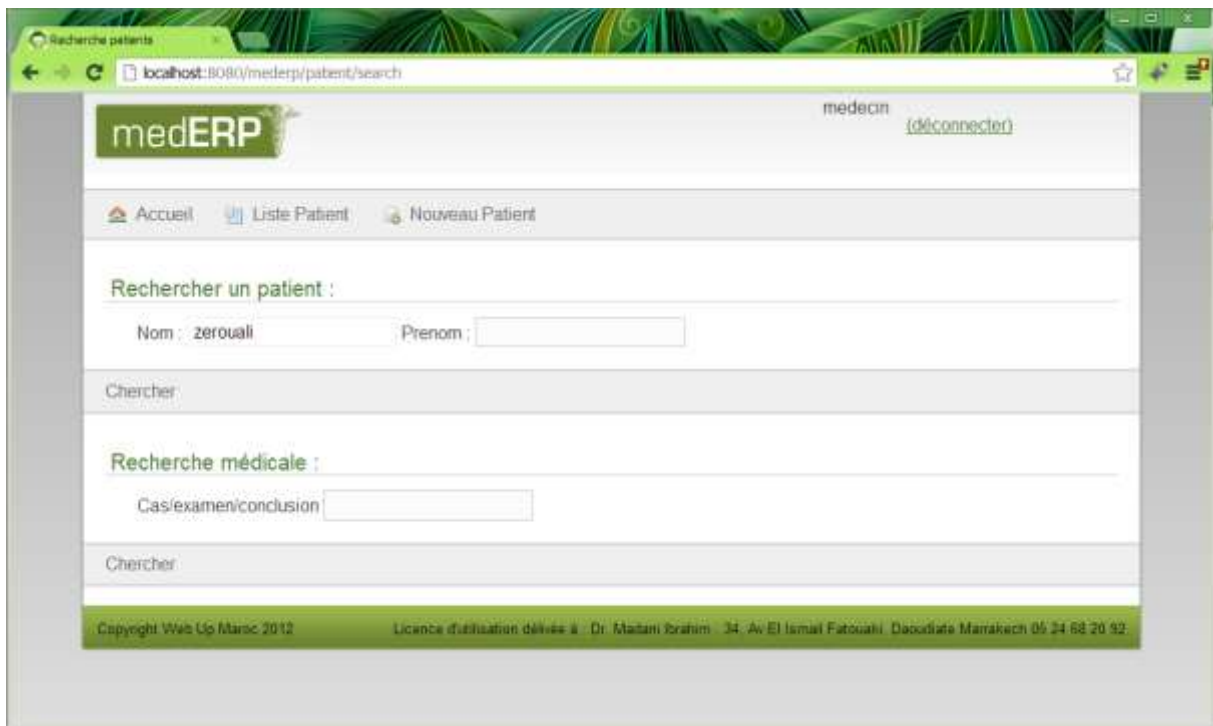 Recherche patients
localhost:8080/mederp/patient/search
medERP
medecin
(déconnecter)
Accueil Liste Patient Nouveau Patient
Rechercher un patient :
Nom : zerouali Prenom :
Chercher
Recherche médicale :
Cas/examen/conclusion
Chercher
Copyright Web Up Maroc 2012 Licence d'utilisation délivée à : Dr. Madani Ibrahim : 34, Av El Ismail Fatouaki, Daoudiate Marrakech 05 24 68 20 92